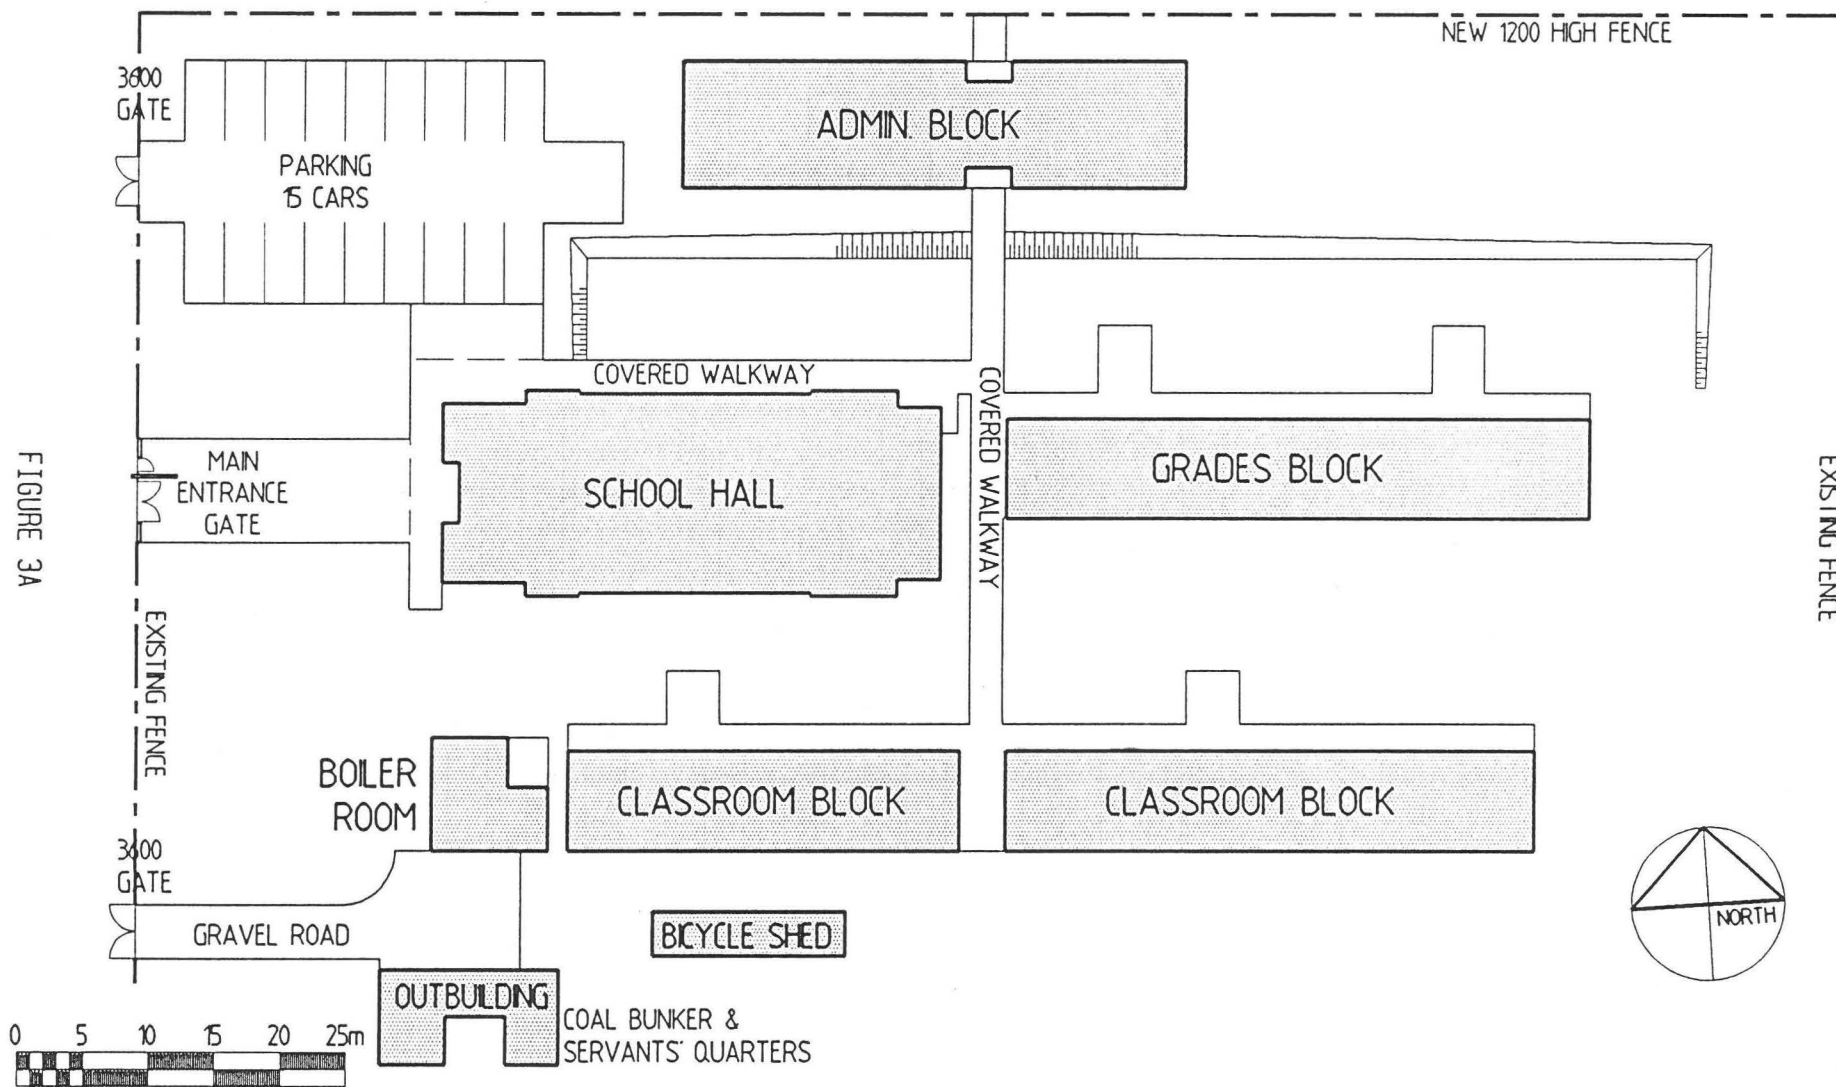 NEW 1200 HIGH FENCE
3600
GATE
ADMIN. BLOCK
PARKING
15 CARS
COVERED WALKWAY
COVERED WALKWAY
MAIN
ENTRANCE
GATE
SCHOOL HALL
GRADES BLOCK
FIGURE 3A
EXISTING FENCE
EXISTING FENCE
BOILER
ROOM
CLASSROOM BLOCK
CLASSROOM BLOCK
3600
GATE
GRAVEL ROAD
BICYCLE SHED
NORTH
OUTBUILDING
COAL BUNKER &
SERVANTS' QUARTERS
0 5 10 15 20 25m